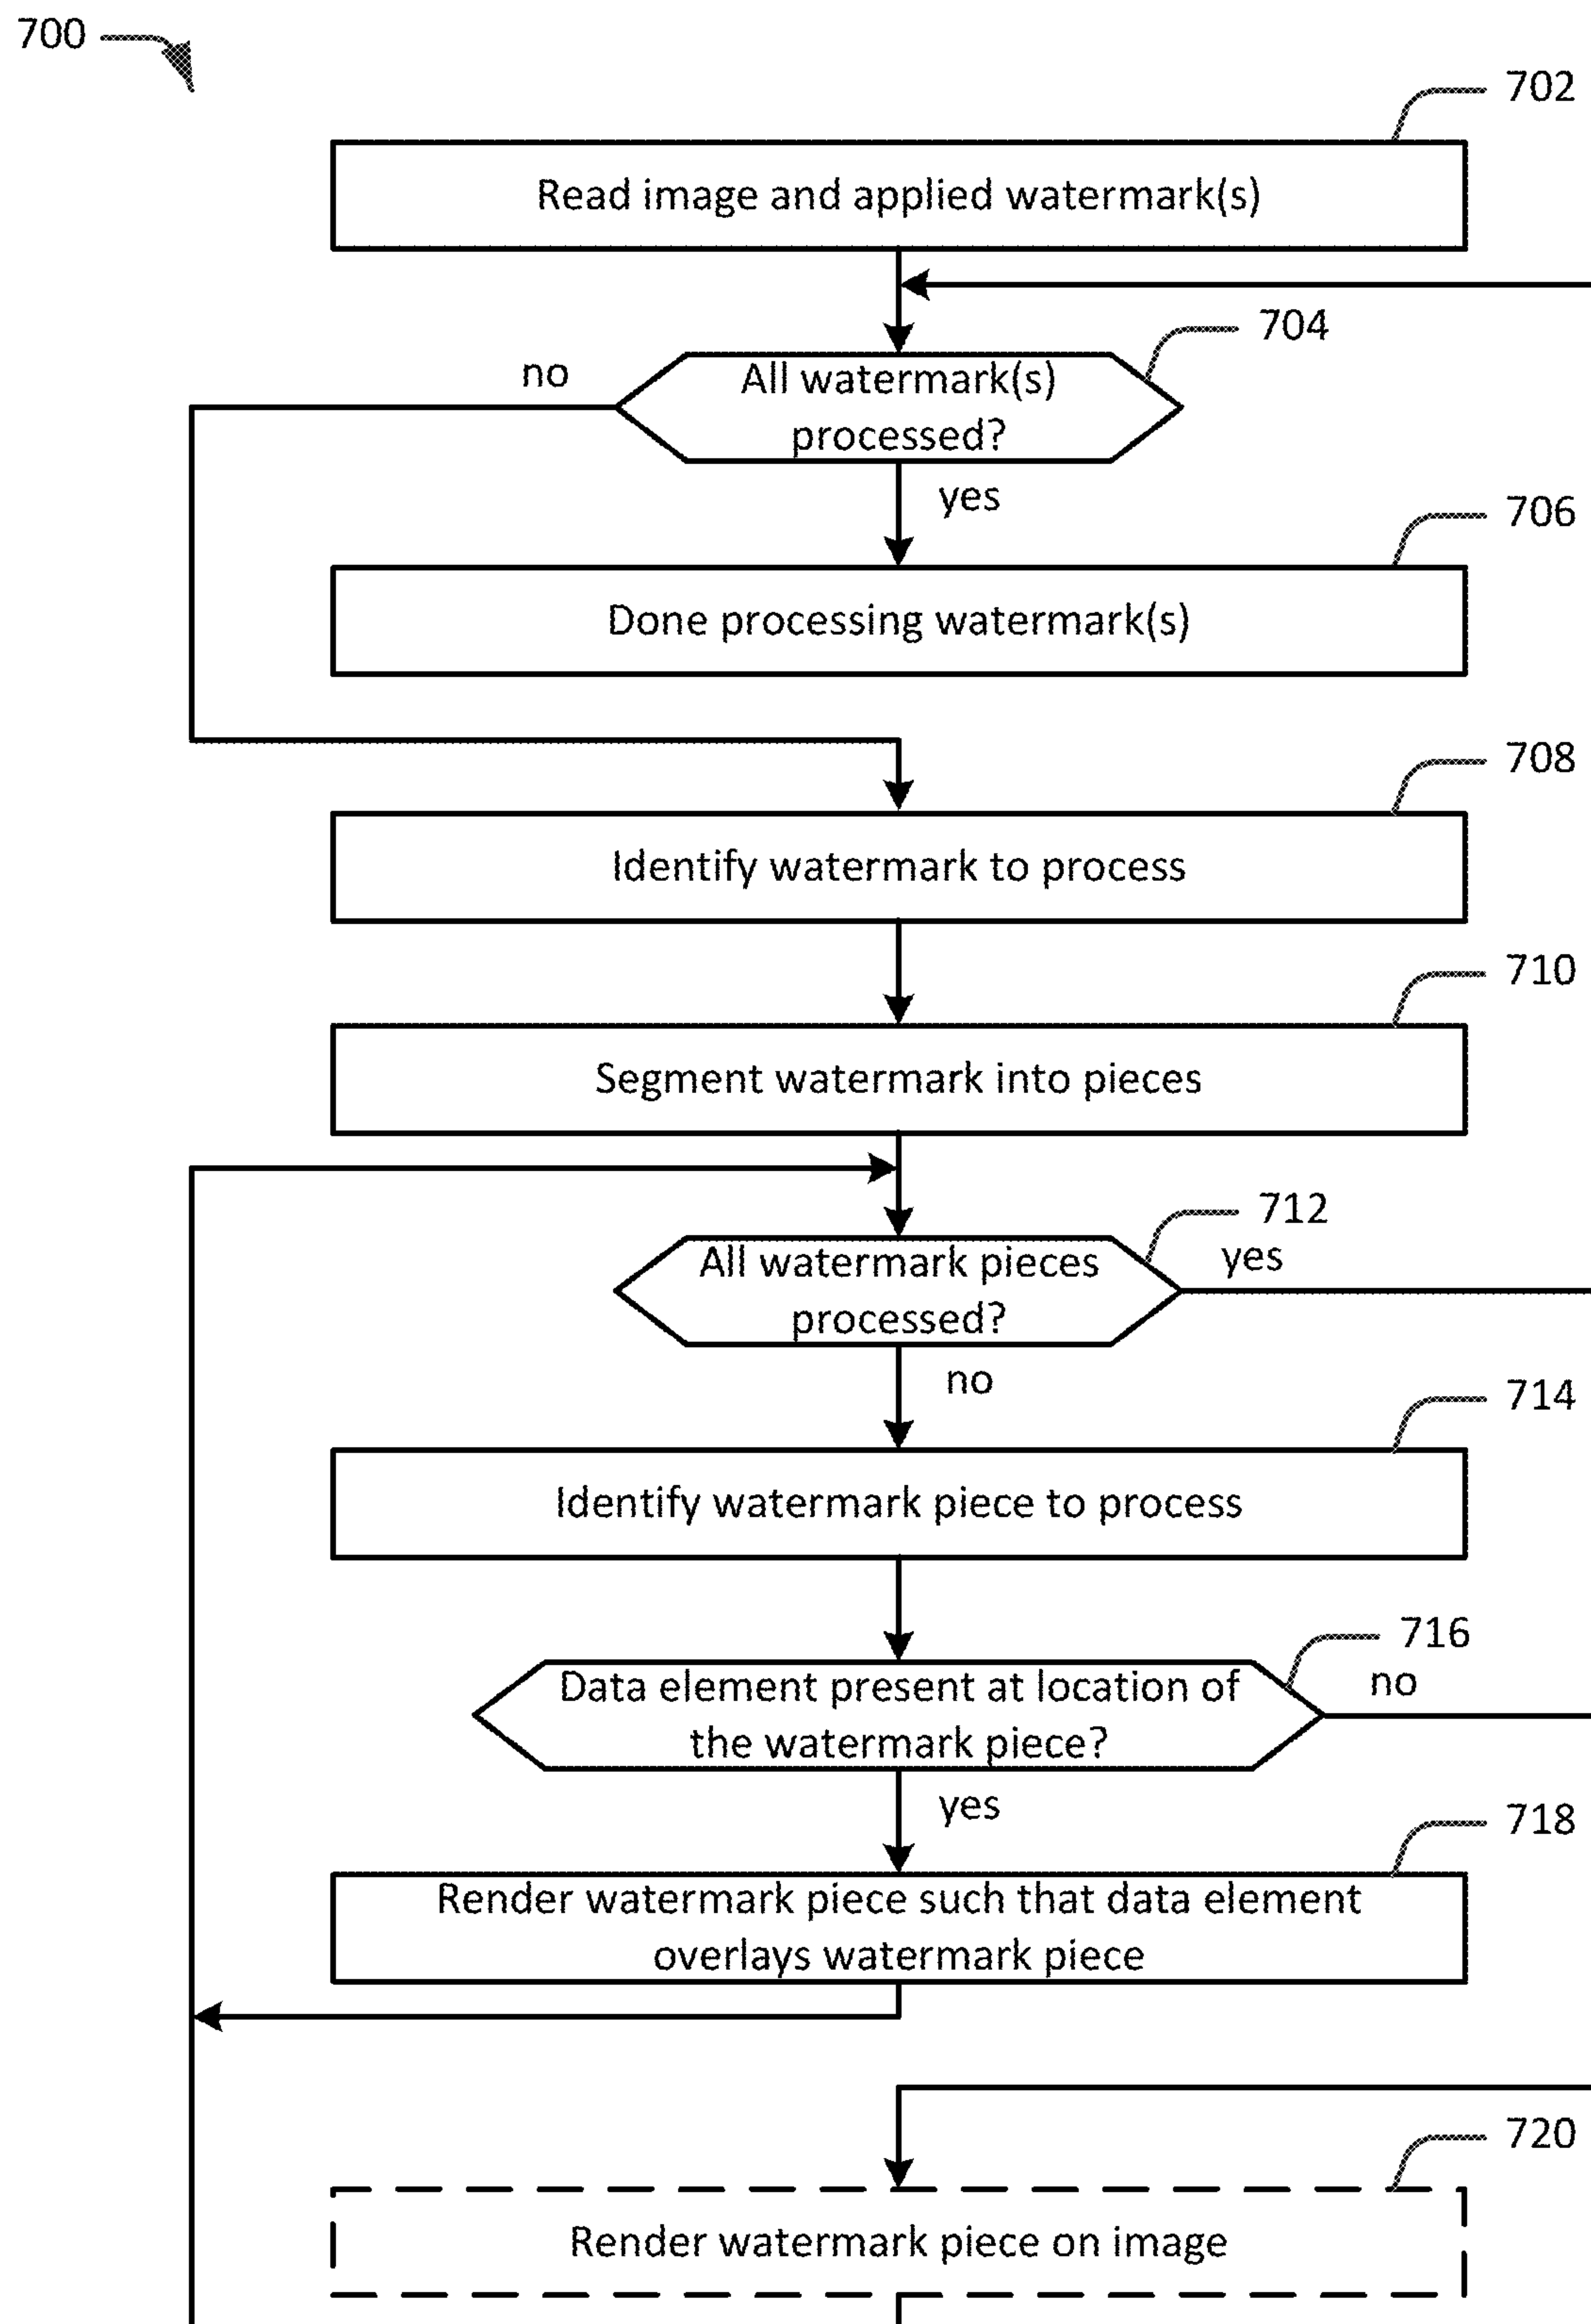 700
702
Read image and applied watermark(s)
704
no
All watermark(s)
processed?
yes
706
Done processing watermark(s)
708
Identify watermark to process
710
Segment watermark into pieces
712
All watermark pieces
processed?
yes
no
714
Identify watermark piece to process
716
Data element present at location of
the watermark piece?
no
yes
718
Render watermark piece such that data element
overlays watermark piece
720
Render watermark piece on image